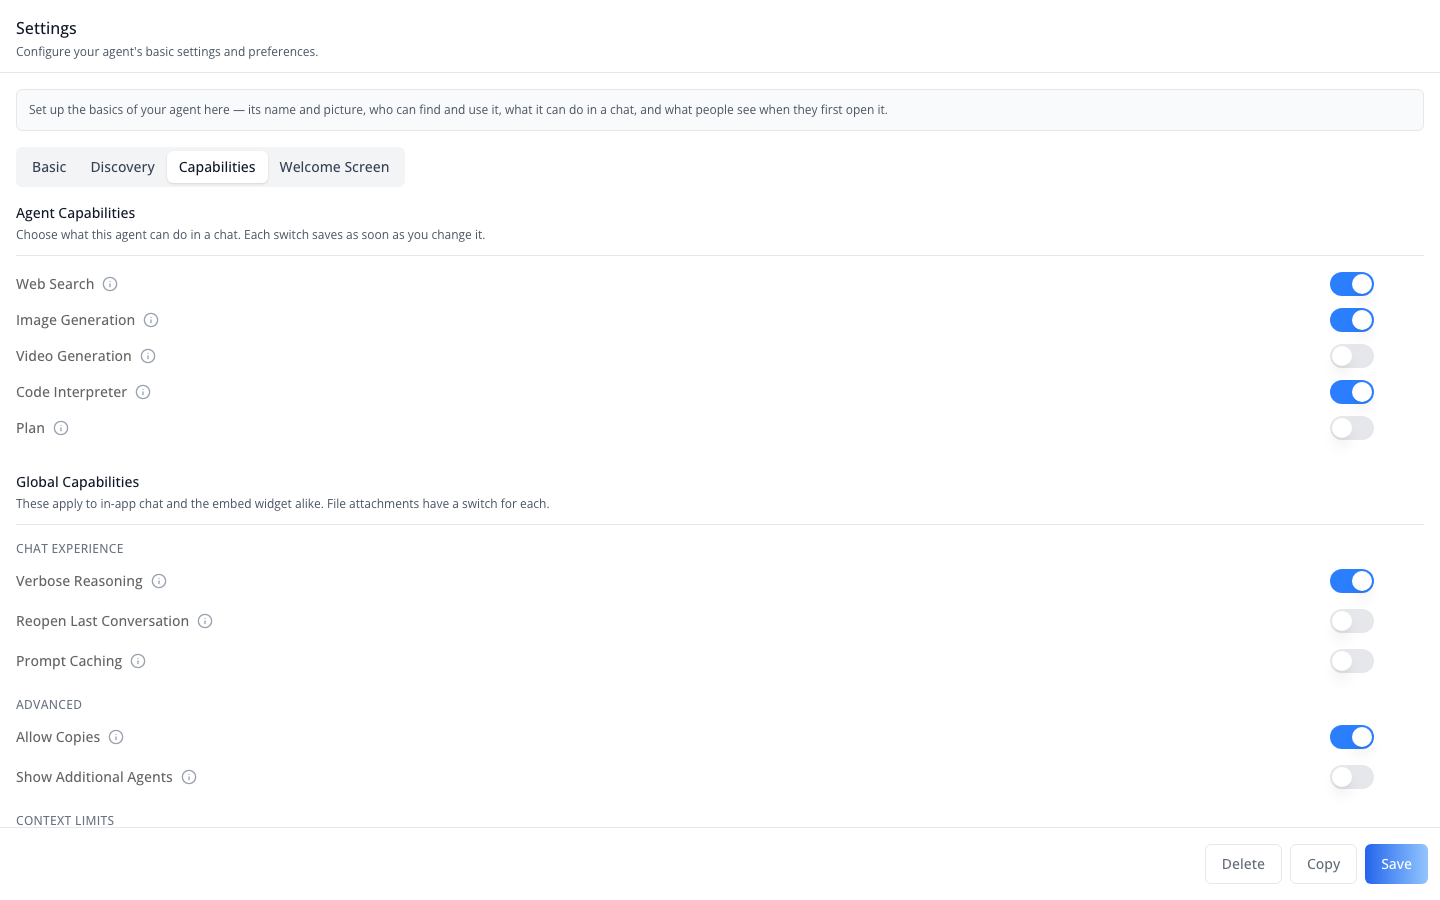 Settings
Configure your agent's basic settings and preferences.
Set up the basics of your agent here — its name and picture, who can find and use it, what it can do in a chat, and what people see when they first open it.
Basic
Discovery
Capabilities
Welcome Screen
Agent Capabilities
Choose what this agent can do in a chat. Each switch saves as soon as you change it.
Web Search
Image Generation
Video Generation
Code Interpreter
Plan
Global Capabilities
These apply to in-app chat and the embed widget alike. File attachments have a switch for each.
CHAT EXPERIENCE
Verbose Reasoning
Reopen Last Conversation
Prompt Caching
ADVANCED
Allow Copies
Show Additional Agents
CONTEXT LIMITS
Delete
Copy
Save